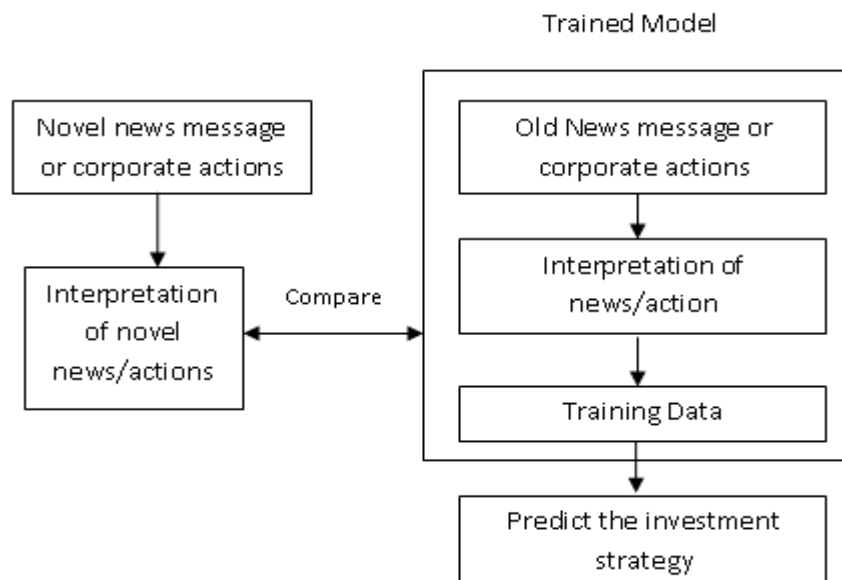 Trained Model
Novel news message
or corporate actions
Old News message or
corporate actions
Interpretation
of novel
news/actions
Compare
Interpretation of
news/action
Training Data
Predict the investment
strategy